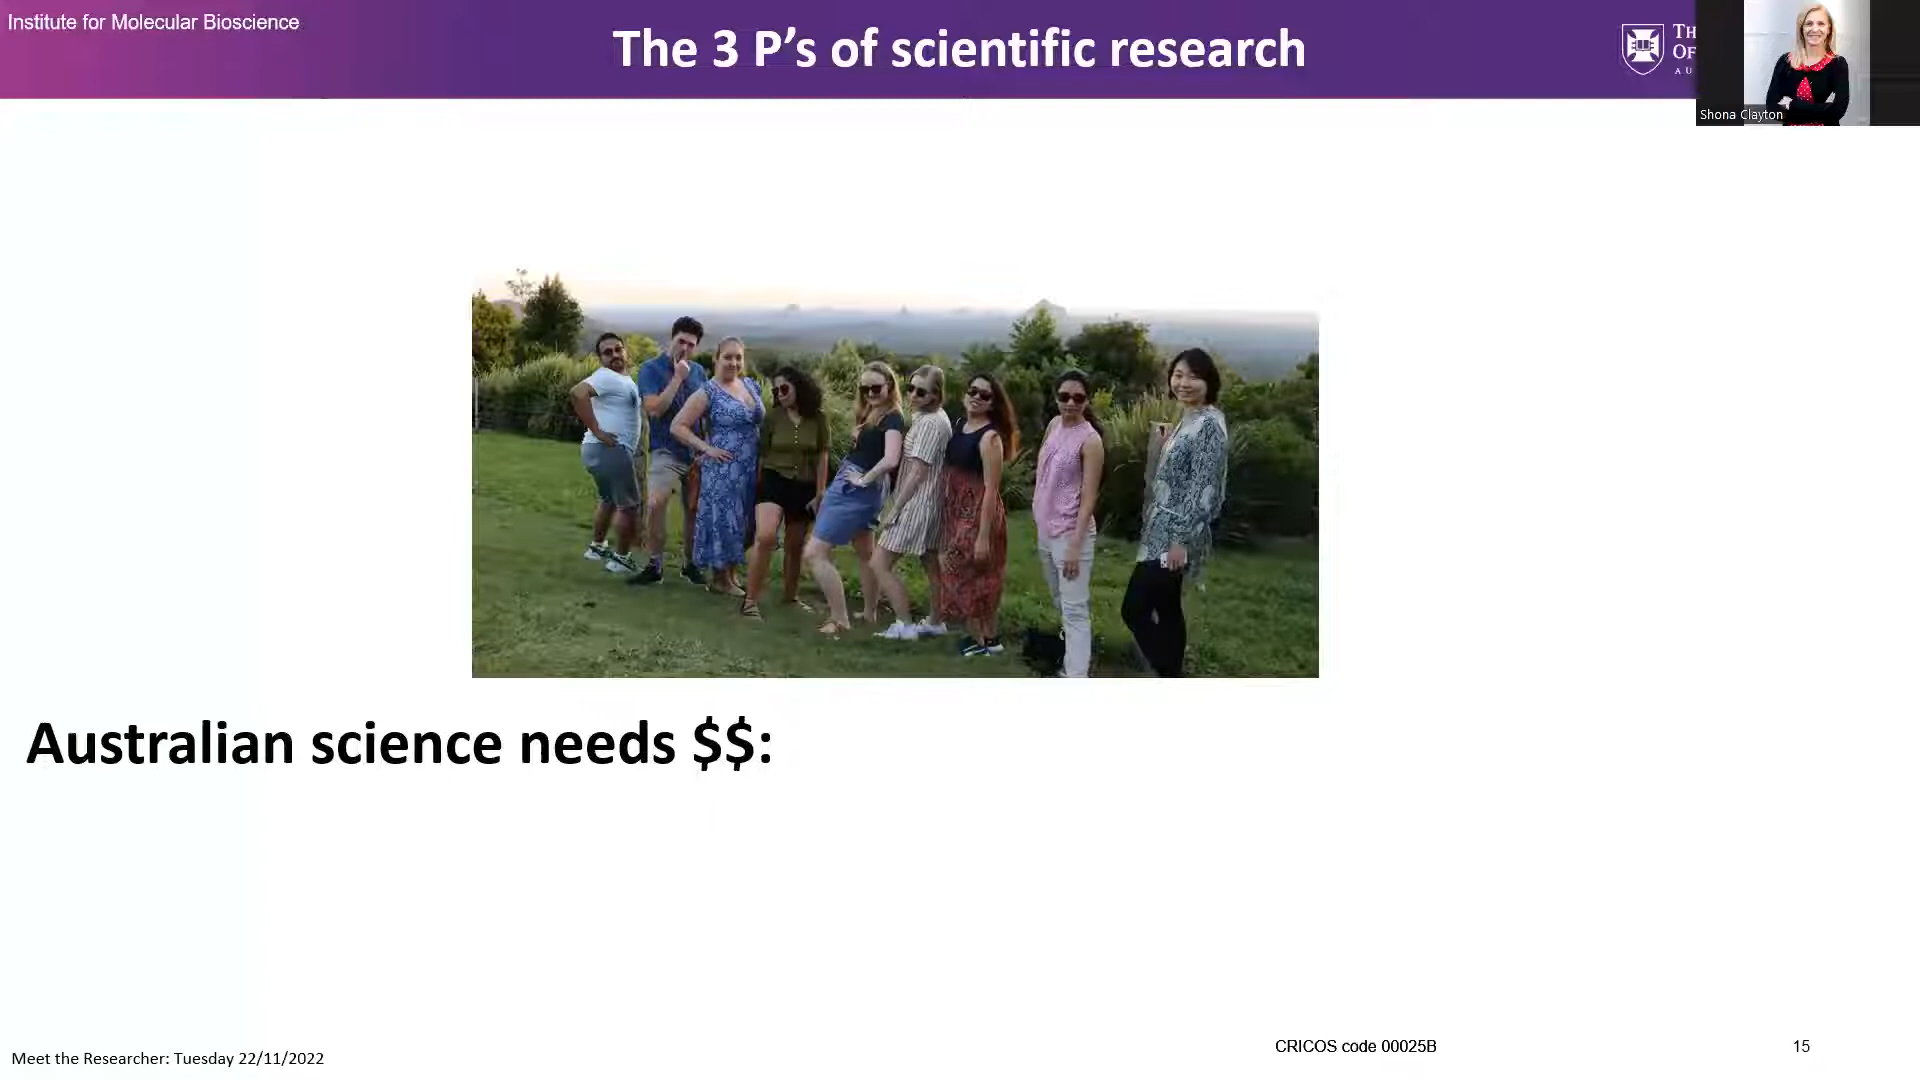 Institute for Molecular Bioscience
The 3 P’s of scientific research
Shona Clayton
Australian science needs $$:
Meet the Researcher: Tuesday 22/11/2022
CRICOS code 00025B
15